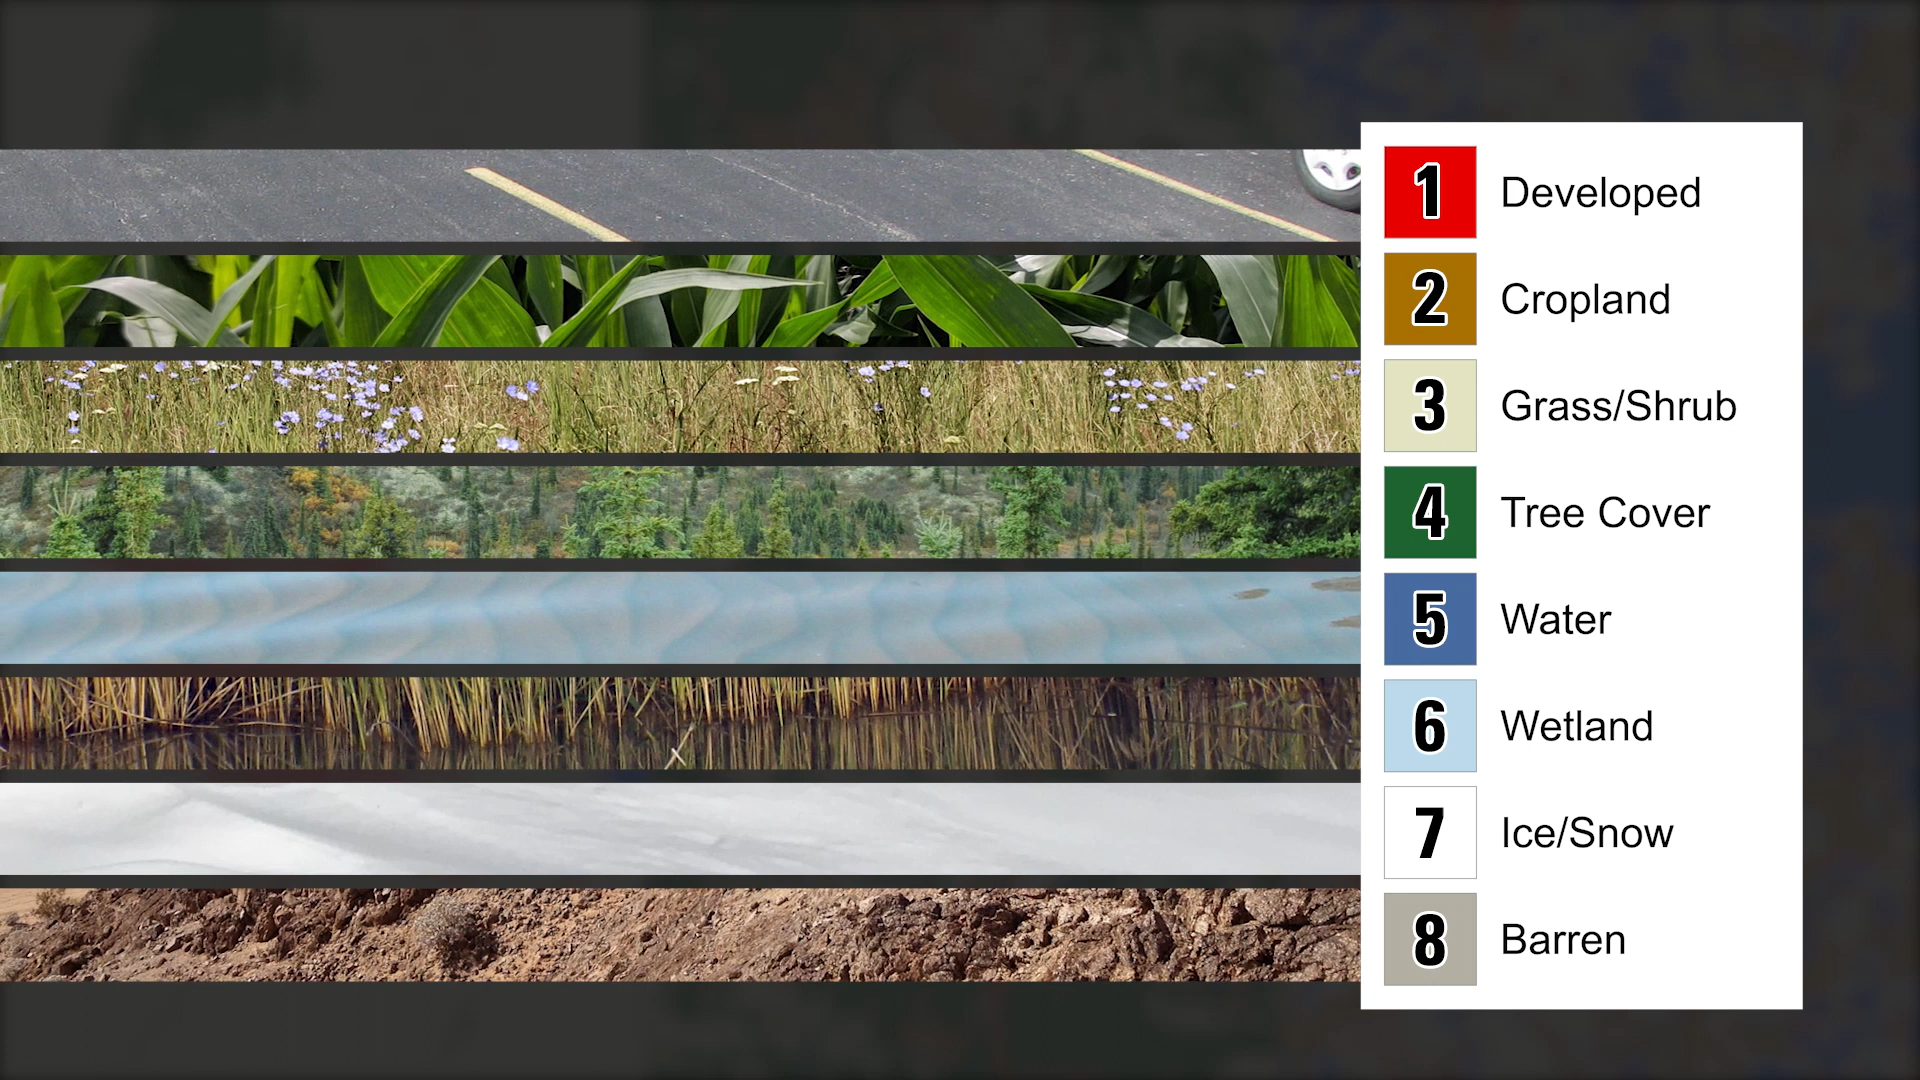 1 Developed
2 Cropland
3 Grass/Shrub
4 Tree Cover
5 Water
6 Wetland
7 Ice/Snow
8 Barren